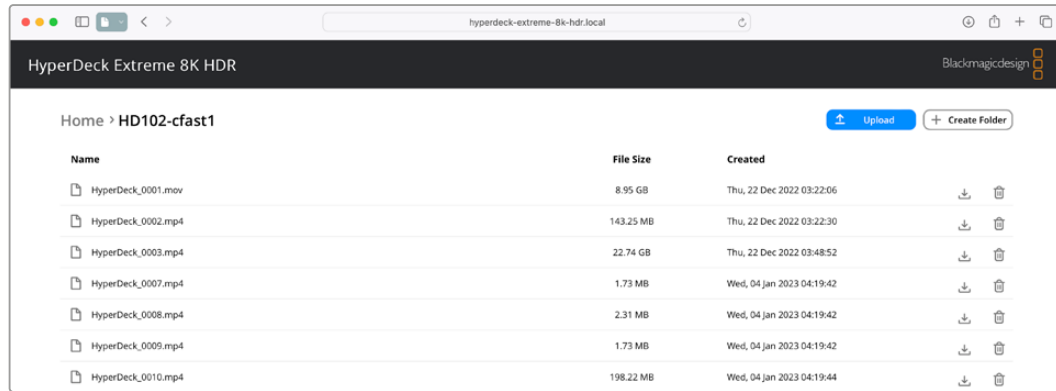 hyperdeck-extreme-8k-hdr.local
HyperDeck Extreme 8K HDR
Blackmagicdesign
Home > HD102-cfast1
Upload
+ Create Folder
Name File Size Created
HyperDeck_0001.mov 8.95 GB Thu, 22 Dec 2022 03:22:06
HyperDeck_0002.mp4 143.25 MB Thu, 22 Dec 2022 03:22:30
HyperDeck_0003.mp4 22.74 GB Thu, 22 Dec 2022 03:48:52
HyperDeck_0007.mp4 1.73 MB Wed, 04 Jan 2023 04:19:42
HyperDeck_0008.mp4 2.31 MB Wed, 04 Jan 2023 04:19:42
HyperDeck_0009.mp4 1.73 MB Wed, 04 Jan 2023 04:19:42
HyperDeck_0010.mp4 198.22 MB Wed, 04 Jan 2023 04:19:44